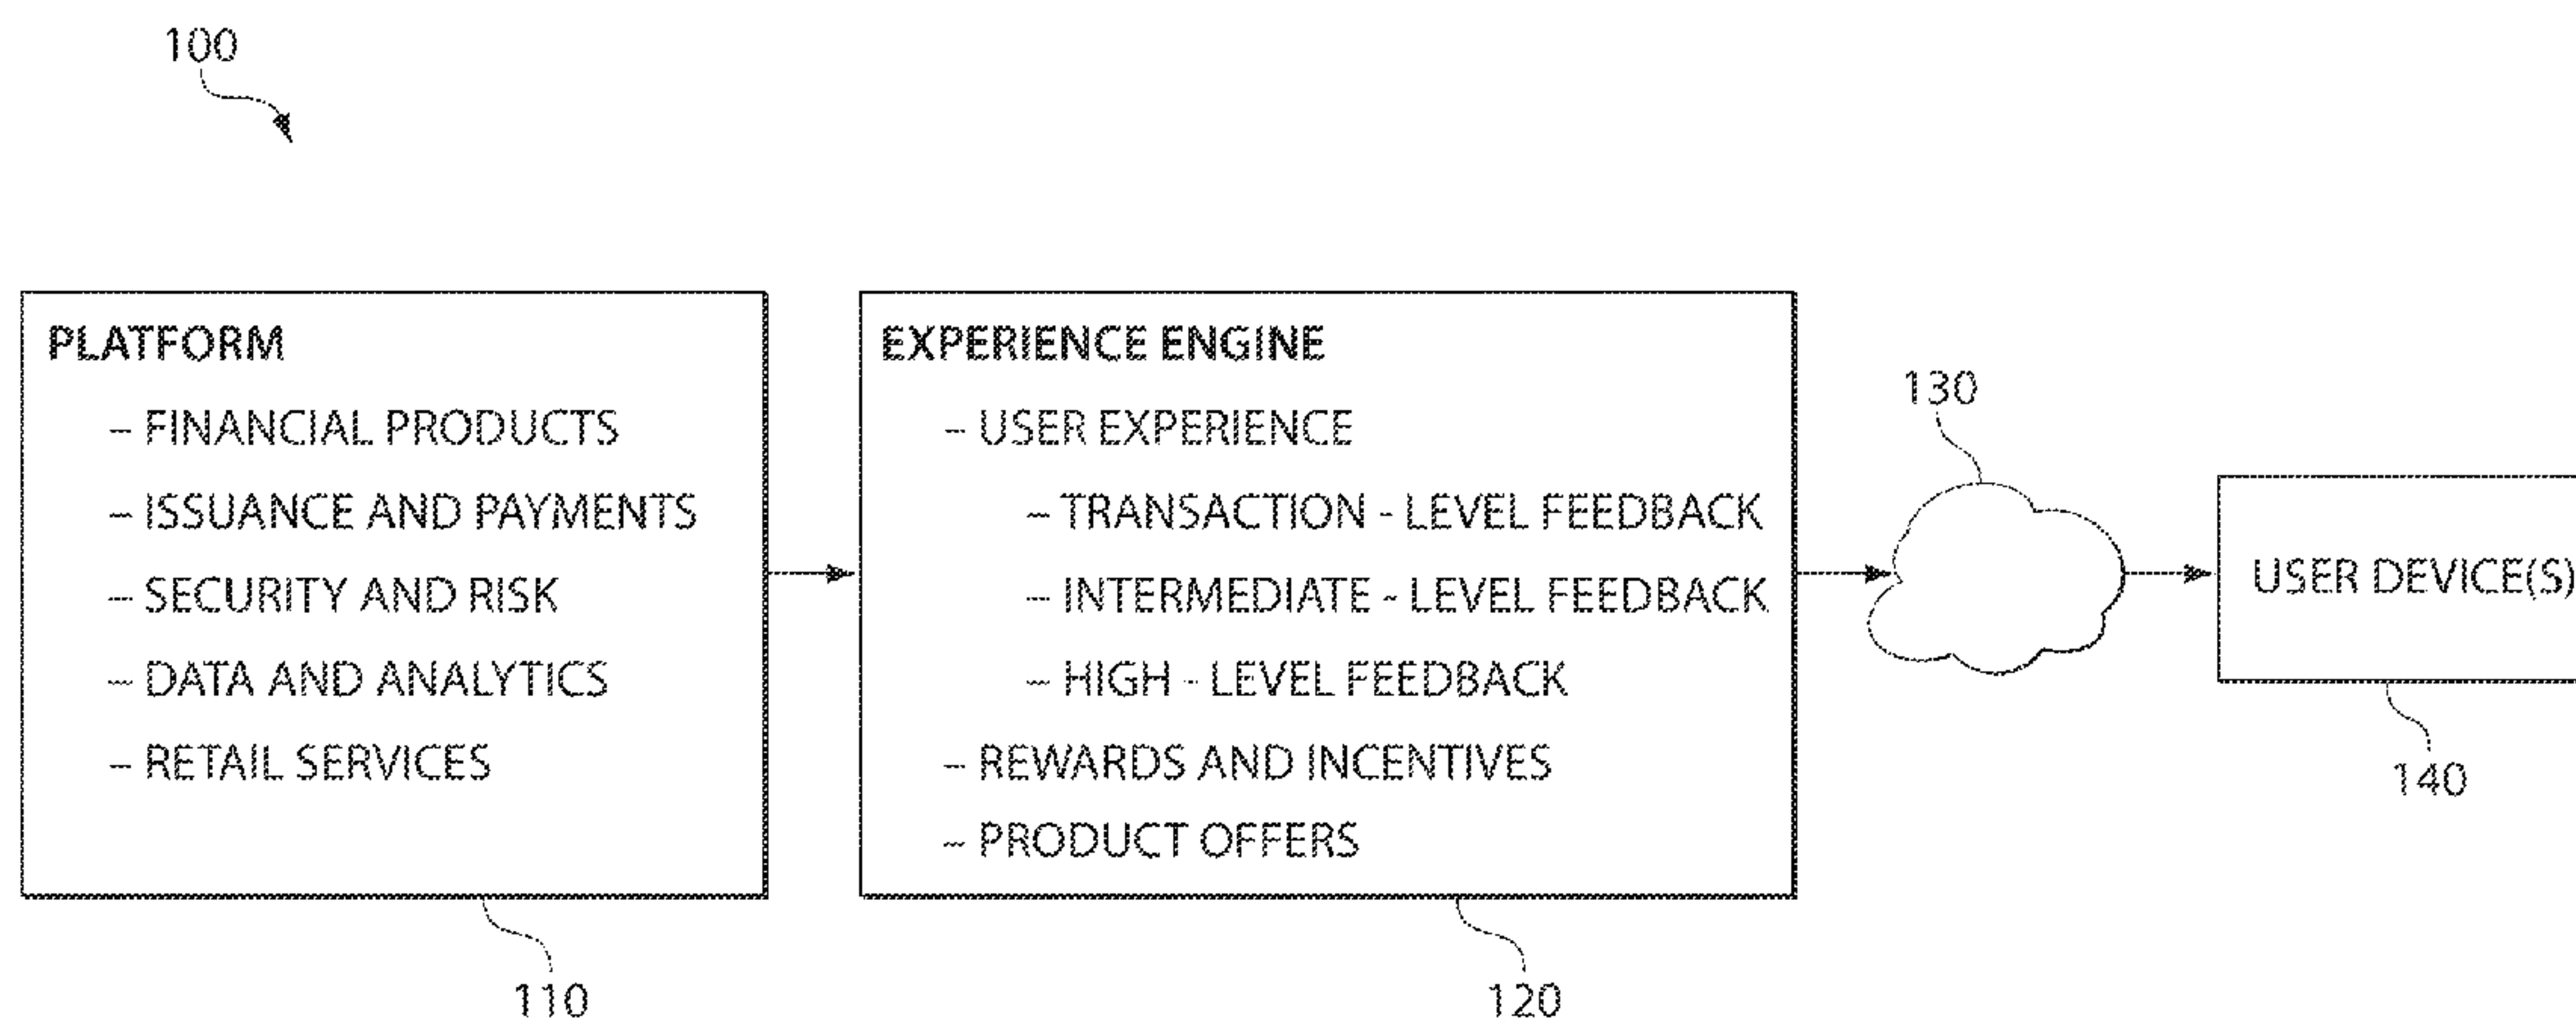 100
PLATFORM
– FINANCIAL PRODUCTS
– ISSUANCE AND PAYMENTS
– SECURITY AND RISK
– DATA AND ANALYTICS
– RETAIL SERVICES
110
EXPERIENCE ENGINE
– USER EXPERIENCE
– TRANSACTION - LEVEL FEEDBACK
– INTERMEDIATE - LEVEL FEEDBACK
– HIGH - LEVEL FEEDBACK
– REWARDS AND INCENTIVES
– PRODUCT OFFERS
120
130
USER DEVICE(S)
140